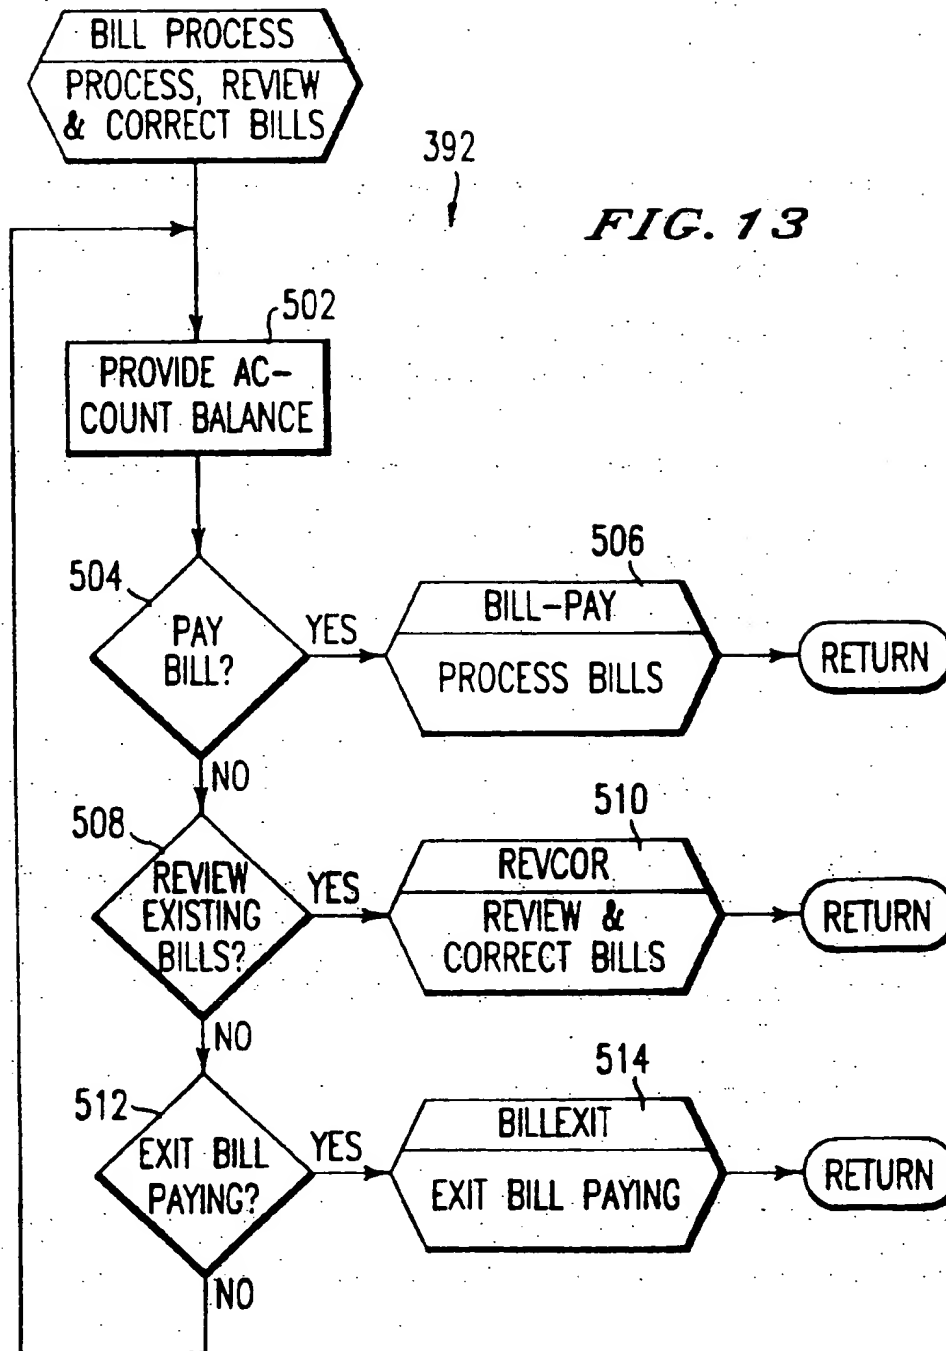 BILL PROCESS
PROCESS, REVIEW
& CORRECT BILLS
392
FIG. 13
502
PROVIDE AC-
COUNT BALANCE
504
PAY
BILL?
YES
506
BILL-PAY
PROCESS BILLS
RETURN
NO
508
REVIEW
EXISTING
BILLS?
YES
510
REVCOR
REVIEW &
CORRECT BILLS
RETURN
NO
512
EXIT BILL
PAYING?
YES
514
BILLEXIT
EXIT BILL PAYING
RETURN
NO